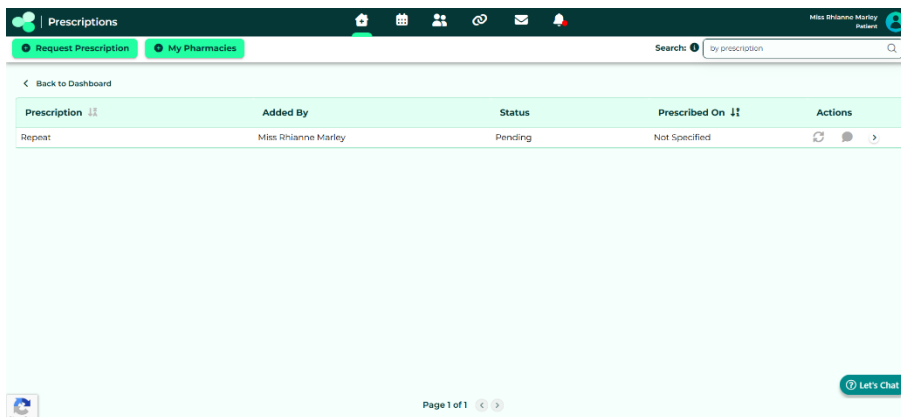 Prescriptions
Miss Rhianne Marley
Patient
Request Prescription My Pharmacies Search: by prescription
Back to Dashboard
Prescription Added By Status Prescribed On Actions
Repeat Miss Rhianne Marley Pending Not Specified
Let's Chat
Page 1 of 1